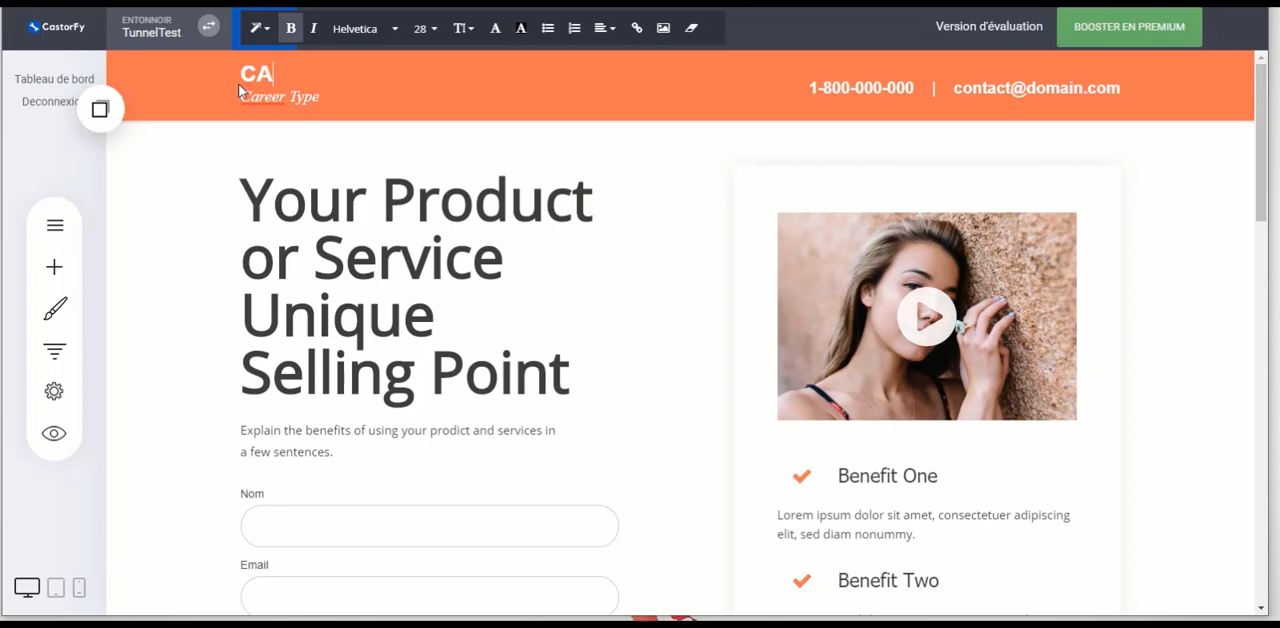 CastorFy
ENTONNOIR
TunnelTest
B I Helvetica 28 TI A A
Version d'évaluation
BOOSTER EN PREMIUM
Tableau de bord
Deconnexio
CA
Career Type
1-800-000-000 | contact@domain.com
Your Product
or Service
Unique
Selling Point
Explain the benefits of using your prodict and services in
a few sentences.
Nom
Email
Benefit One
Lorem ipsum dolor sit amet, consectetuer adipiscing
elit, sed diam nonummy.
Benefit Two